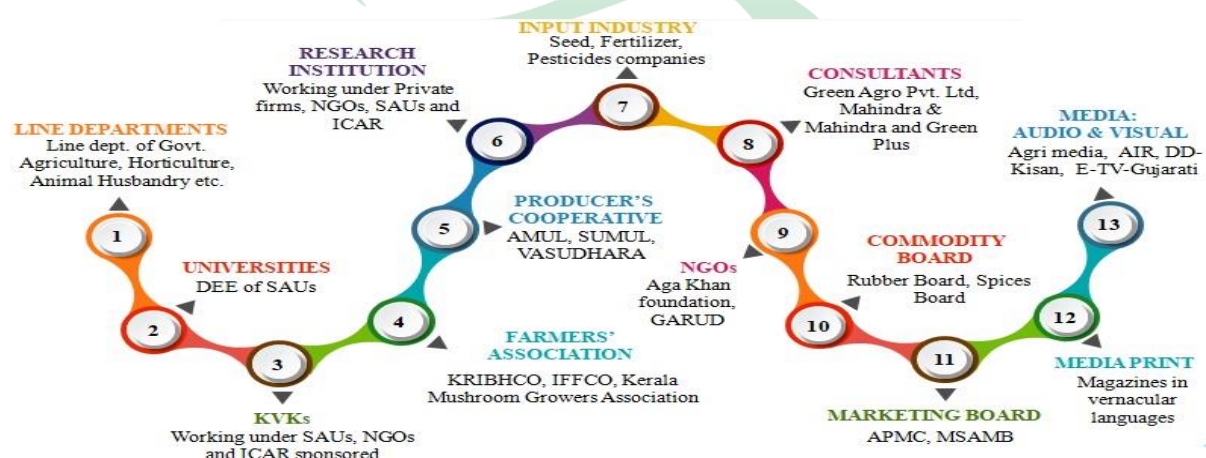 1
LINE DEPARTMENTS
Line dept. of Govt.
Agriculture, Horticulture,
Animal Husbandry etc.
2
UNIVERSITIES
DEE of SAUs
3
KVKs
Working under SAUs, NGOs
and ICAR sponsored
4
FARMERS'
ASSOCIATION
KRIBHCO, IFFCO, Kerala
Mushroom Growers Association
5
PRODUCER'S
COOPERATIVE
AMUL, SUMUL,
VASUDHARA
6
RESEARCH
INSTITUTION
Working under Private
firms, NGOs, SAUs and
ICAR
7
INPUT INDUSTRY
Seed, Fertilizer,
Pesticides companies
8
CONSULTANTS
Green Agro Pvt. Ltd,
Mahindra &
Mahindra and Green
Plus
9
NGOs
Aga Khan
foundation,
GARUD
10
COMMODITY
BOARD
Rubber Board, Spices
Board
11
MARKETING BOARD
APMC, MSAMB
12
MEDIA PRINT
Magazines in
vernacular
languages
13
MEDIA:
AUDIO & VISUAL
Agri media, AIR, DD-
Kisan, E-TV-Gujarati